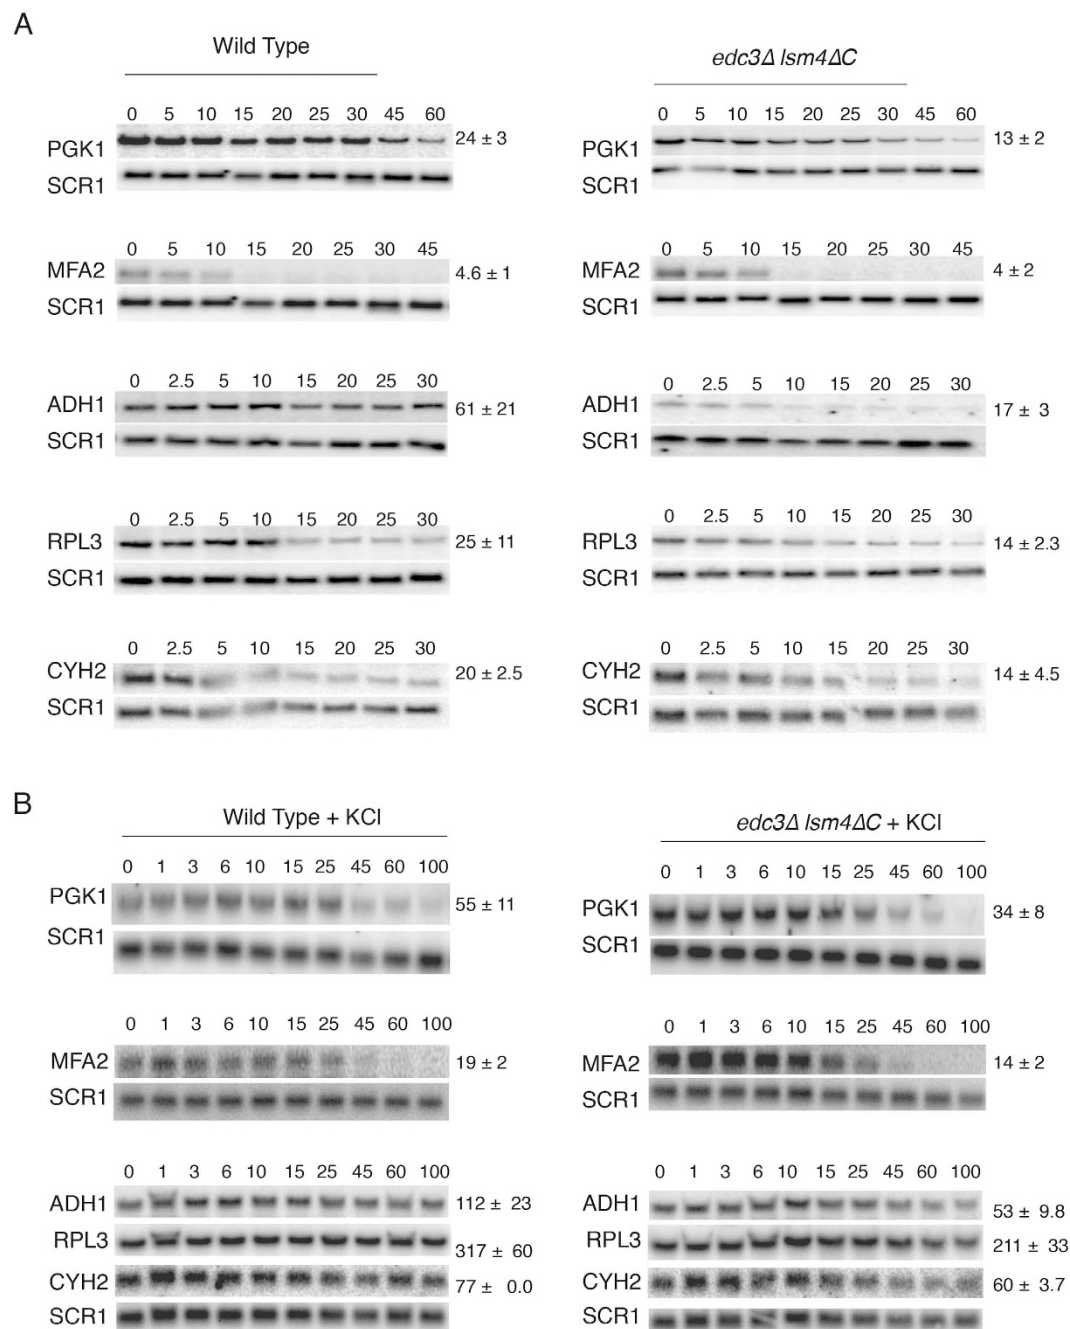 A
Wild Type
0 5 10 15 20 25 30 45 60
PGK1 24 ± 3
SCR1
0 5 10 15 20 25 30 45
MFA2 4.6 ± 1
SCR1
0 2.5 5 10 15 20 25 30
ADH1 61 ± 21
SCR1
0 2.5 5 10 15 20 25 30
RPL3 25 ± 11
SCR1
0 2.5 5 10 15 20 25 30
CYH2 20 ± 2.5
SCR1
edc3Δ lsm4ΔC
0 5 10 15 20 25 30 45 60
PGK1 13 ± 2
SCR1
0 5 10 15 20 25 30 45
MFA2 4 ± 2
SCR1
0 2.5 5 10 15 20 25 30
ADH1 17 ± 3
SCR1
0 2.5 5 10 15 20 25 30
RPL3 14 ± 2.3
SCR1
0 2.5 5 10 15 20 25 30
CYH2 14 ± 4.5
SCR1
B
Wild Type + KCl
0 1 3 6 10 15 25 45 60 100
PGK1 55 ± 11
SCR1
0 1 3 6 10 15 25 45 60 100
MFA2 19 ± 2
SCR1
0 1 3 6 10 15 25 45 60 100
ADH1 112 ± 23
RPL3 317 ± 60
CYH2 77 ± 0.0
SCR1
edc3Δ lsm4ΔC + KCl
0 1 3 6 10 15 25 45 60 100
PGK1 34 ± 8
SCR1
0 1 3 6 10 15 25 45 60 100
MFA2 14 ± 2
SCR1
0 1 3 6 10 15 25 45 60 100
ADH1 53 ± 9.8
RPL3 211 ± 33
CYH2 60 ± 3.7
SCR1